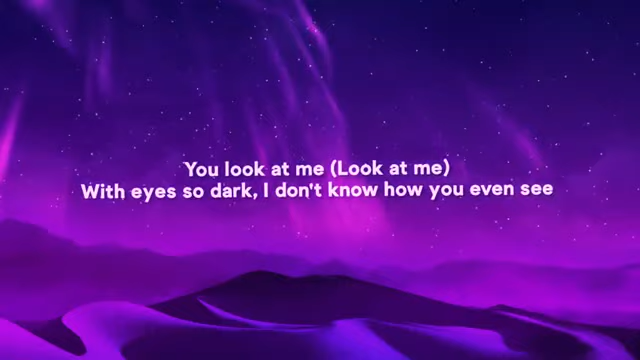 You look at me (Look at me)
With eyes so dark, I don't know how you even see